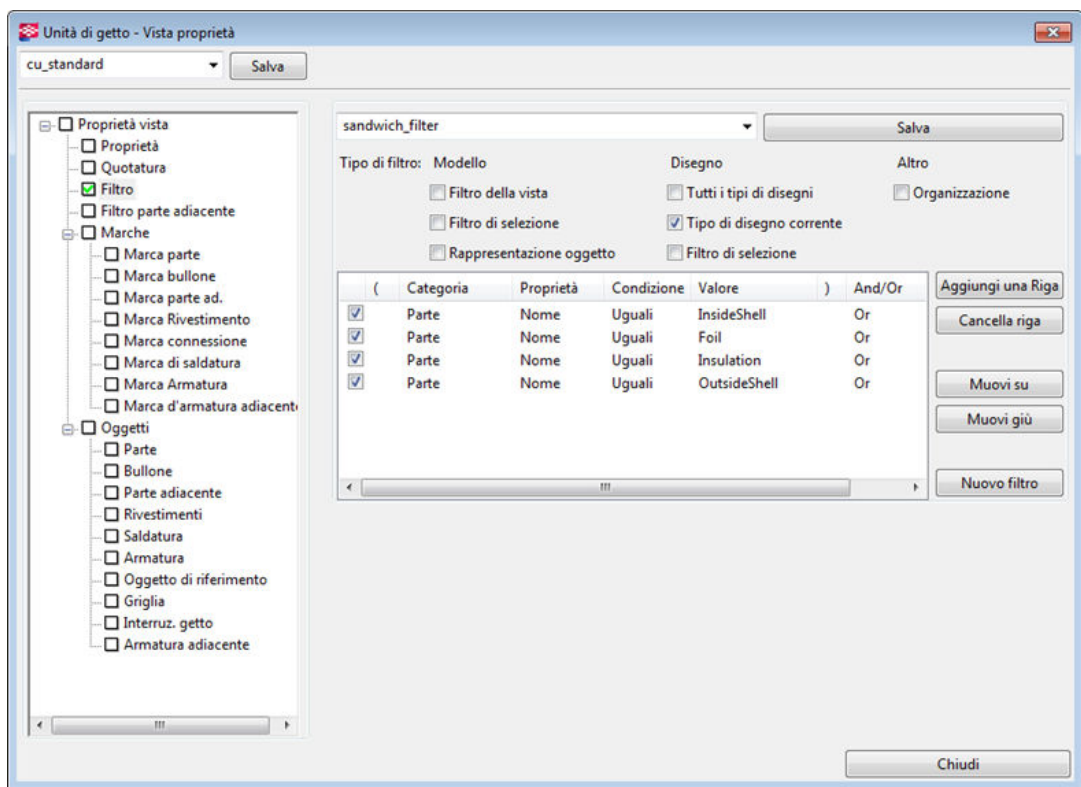 Unità di getto - Vista proprietà
cu_standard
Salva
Proprietà vista
Proprietà
Quotatura
Filtro
Filtro parte adiacente
Marche
Marca parte
Marca bullone
Marca parte ad.
Marca Rivestimento
Marca connessione
Marca di saldatura
Marca Armatura
Marca d'armatura adiacent
Oggetti
Parte
Bullone
Parte adiacente
Rivestimenti
Saldatura
Armatura
Oggetto di riferimento
Griglia
Interruz. getto
Armatura adiacente
sandwich_filter
Salva
Tipo di filtro: Modello Disegno Altro
Filtro della vista Tutti i tipi di disegni Organizzazione
Filtro di selezione Tipo di disegno corrente
Rappresentazione oggetto Filtro di selezione
( Categoria Proprietà Condizione Valore ) And/Or
Parte Nome Uguali InsideShell Or
Parte Nome Uguali Foil Or
Parte Nome Uguali Insulation Or
Parte Nome Uguali OutsideShell Or
Aggiungi una Riga
Cancella riga
Muovi su
Muovi giù
Nuovo filtro
Chiudi